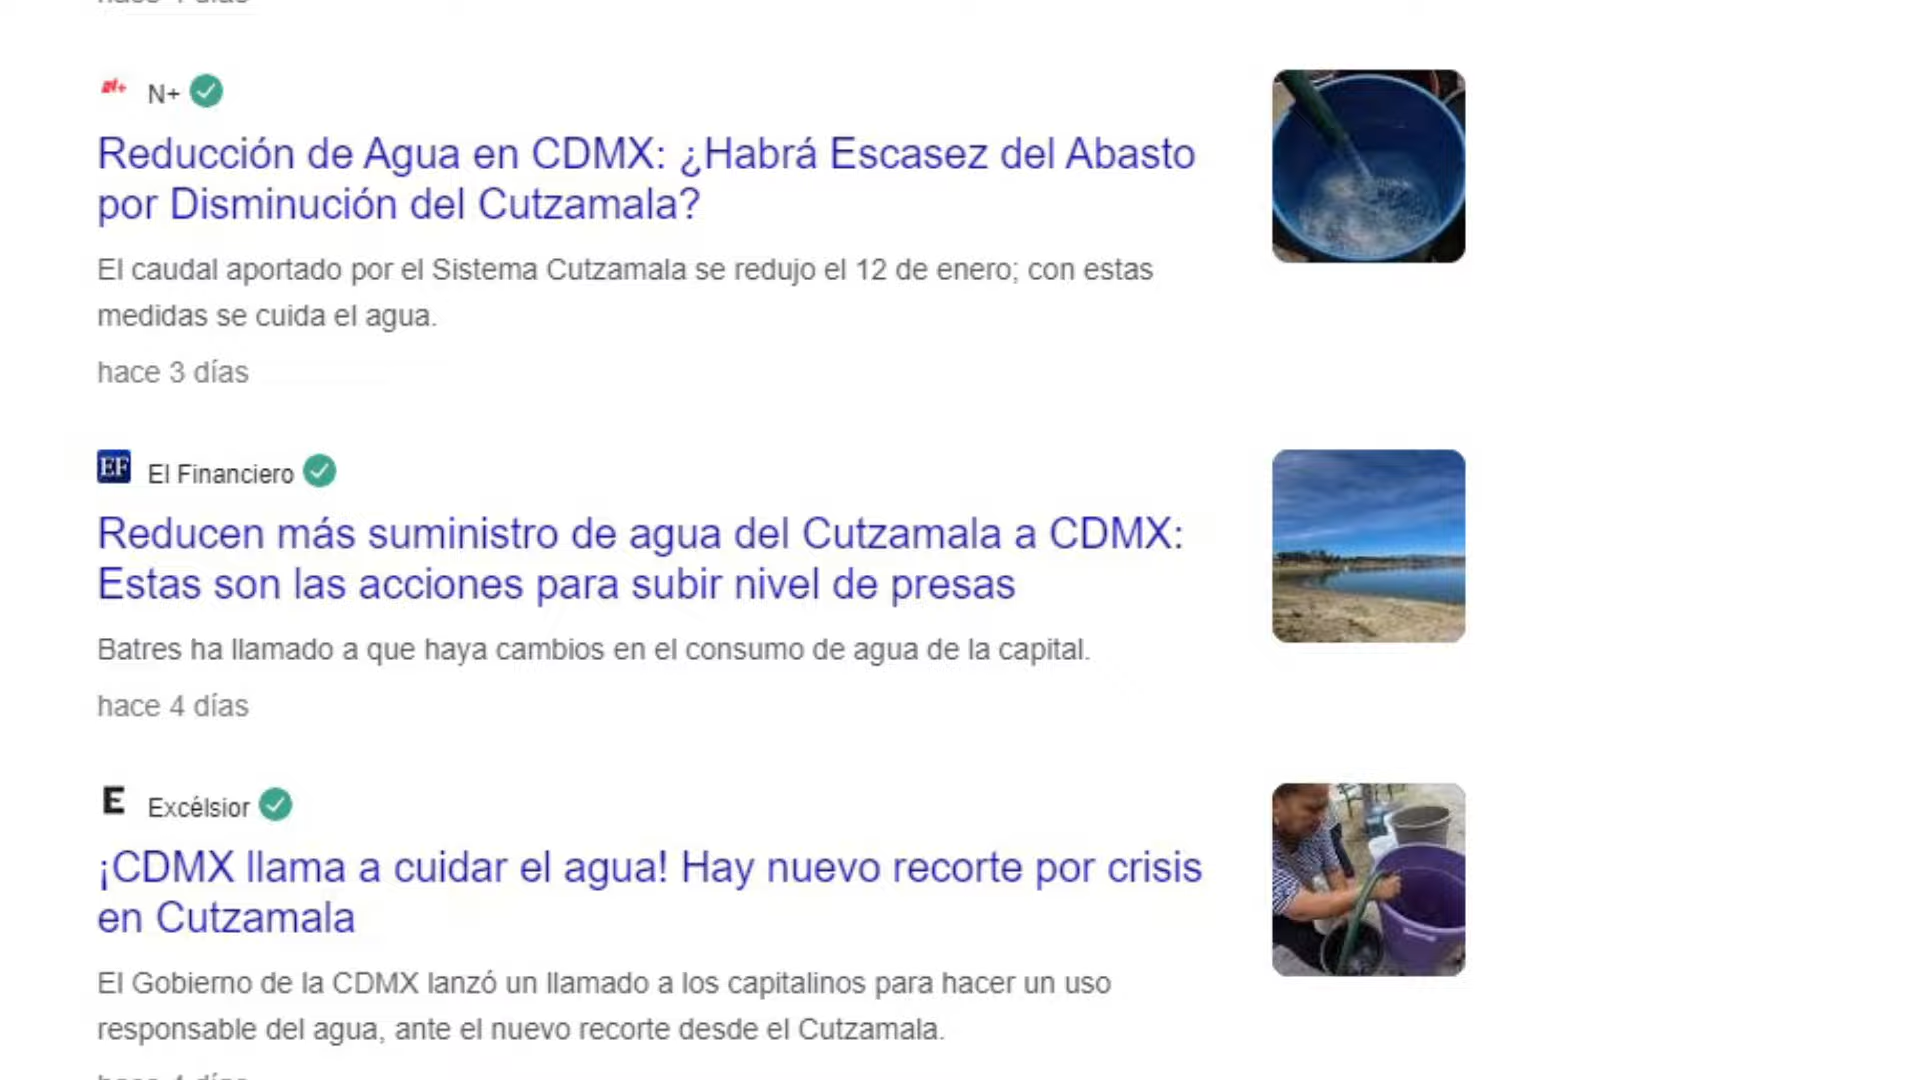 N+
Reducción de Agua en CDMX: ¿Habrá Escasez del Abasto
por Disminución del Cutzamala?
El caudal aportado por el Sistema Cutzamala se redujo el 12 de enero; con estas
medidas se cuida el agua.
hace 3 días
EF El Financiero
Reducen más suministro de agua del Cutzamala a CDMX:
Estas son las acciones para subir nivel de presas
Batres ha llamado a que haya cambios en el consumo de agua de la capital.
hace 4 días
E Excélsior
¡CDMX llama a cuidar el agua! Hay nuevo recorte por crisis
en Cutzamala
El Gobierno de la CDMX lanzó un llamado a los capitalinos para hacer un uso
responsable del agua, ante el nuevo recorte desde el Cutzamala.